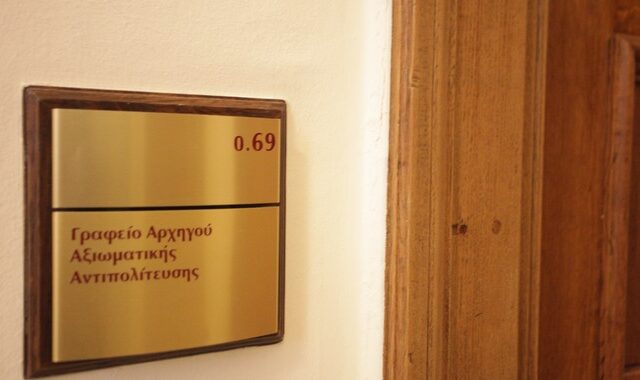 0.69
Γραφείο Αρχηγού
Αξιωματικής
Αντιπολίτευσης